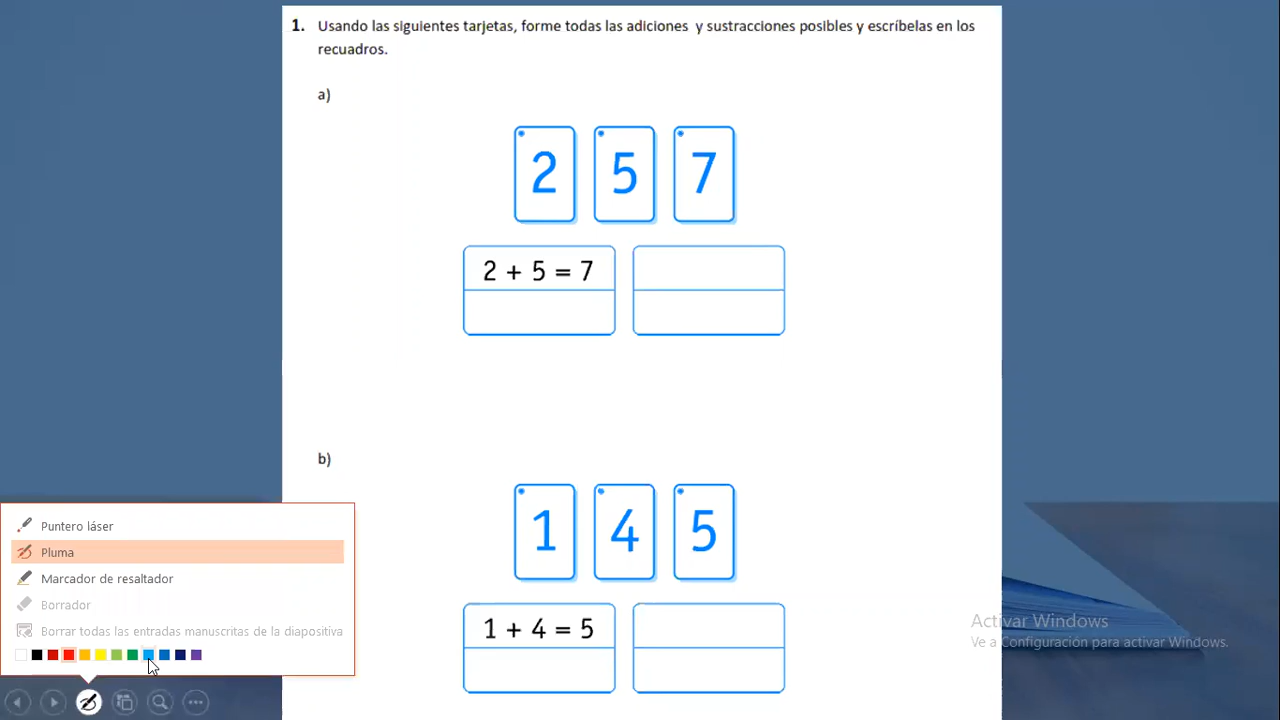 1. Usando las siguientes tarjetas, forme todas las adiciones y sustracciones posibles y escríbelas en los
recuadros.
a)
2 5 7
2 + 5 = 7
b)
1 4 5
1 + 4 = 5
Puntero láser
Pluma
Marcador de resaltador
Borrador
Borrar todas las entradas manuscritas de la diapositiva
Activar Windows
Ve a Configuración para activar Windows.